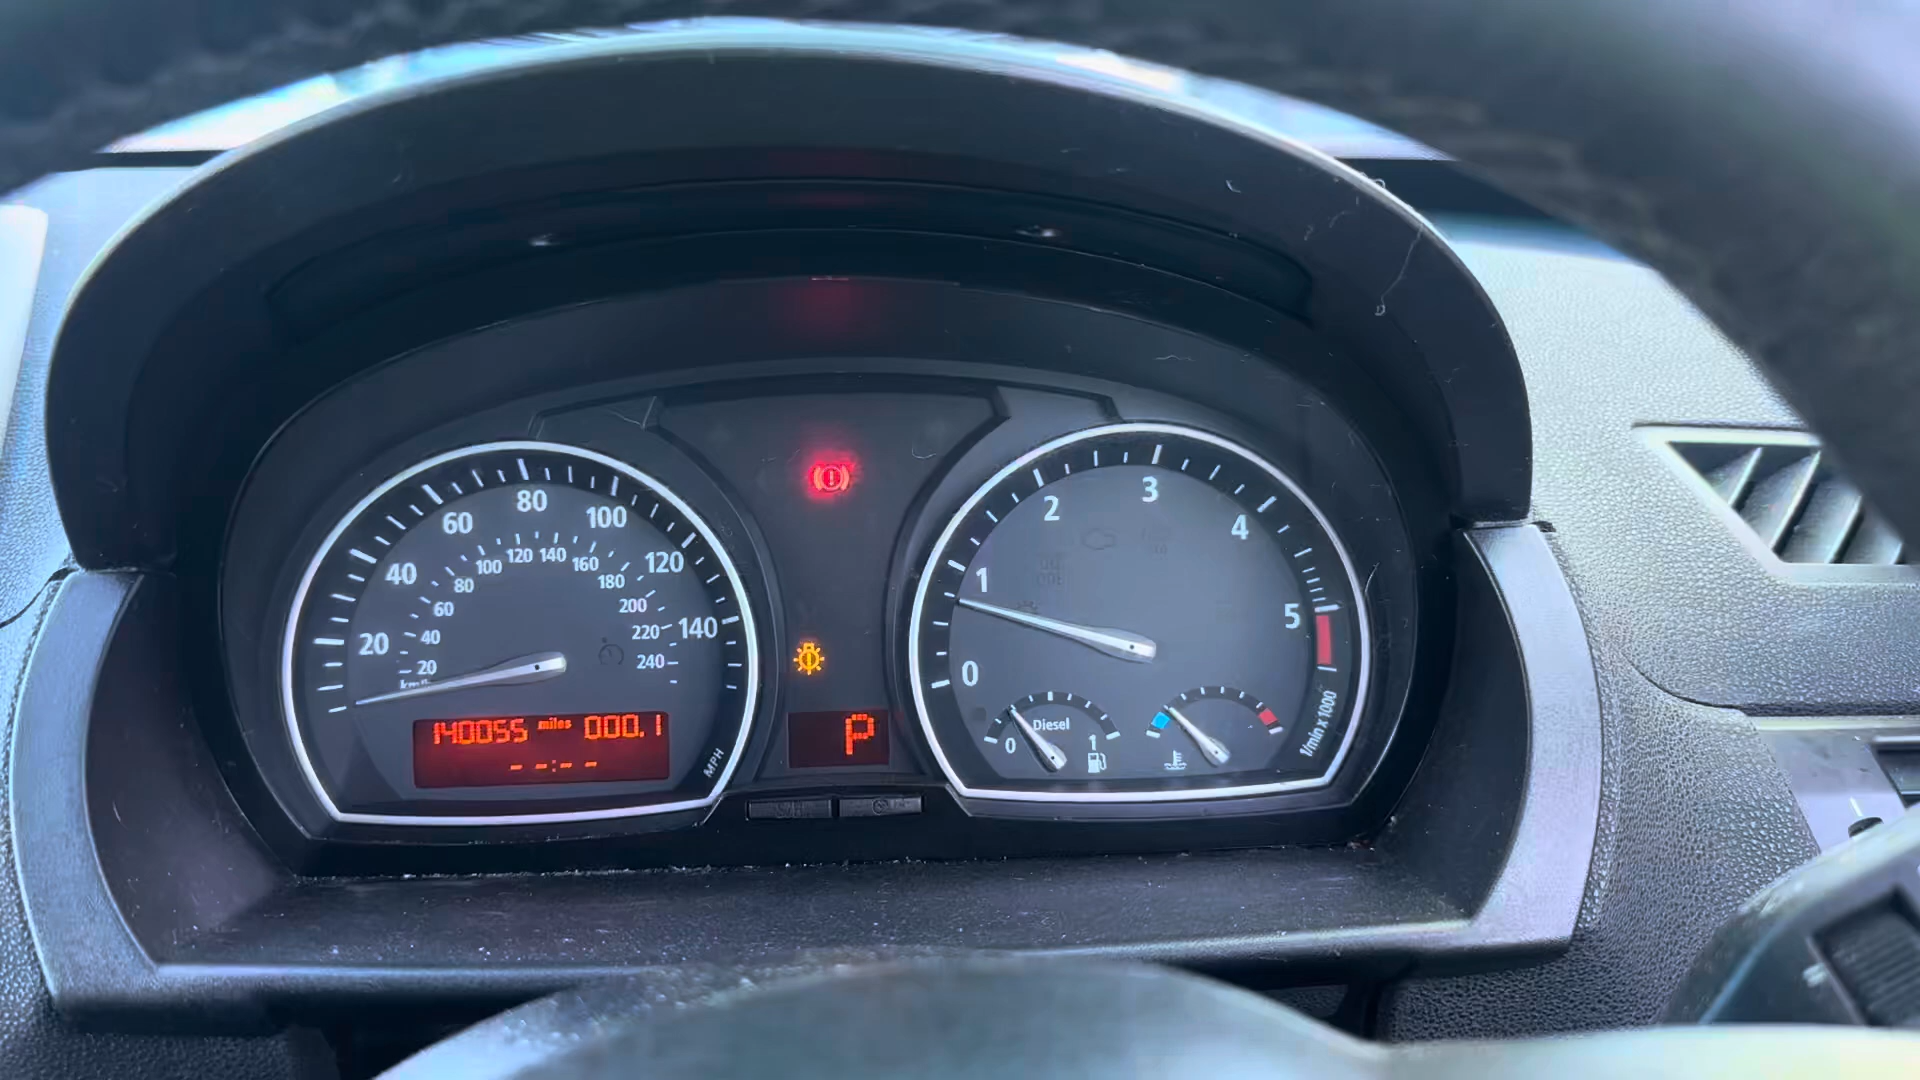 20 40 60 80 100 120 140
20 40 60 80 100 120 140 160 180 200 220 240
km/h
140055 miles 000.1
-- -:- -
MPH
P
0 1 2 3 4 5
1/min x 1000
Diesel
0 1